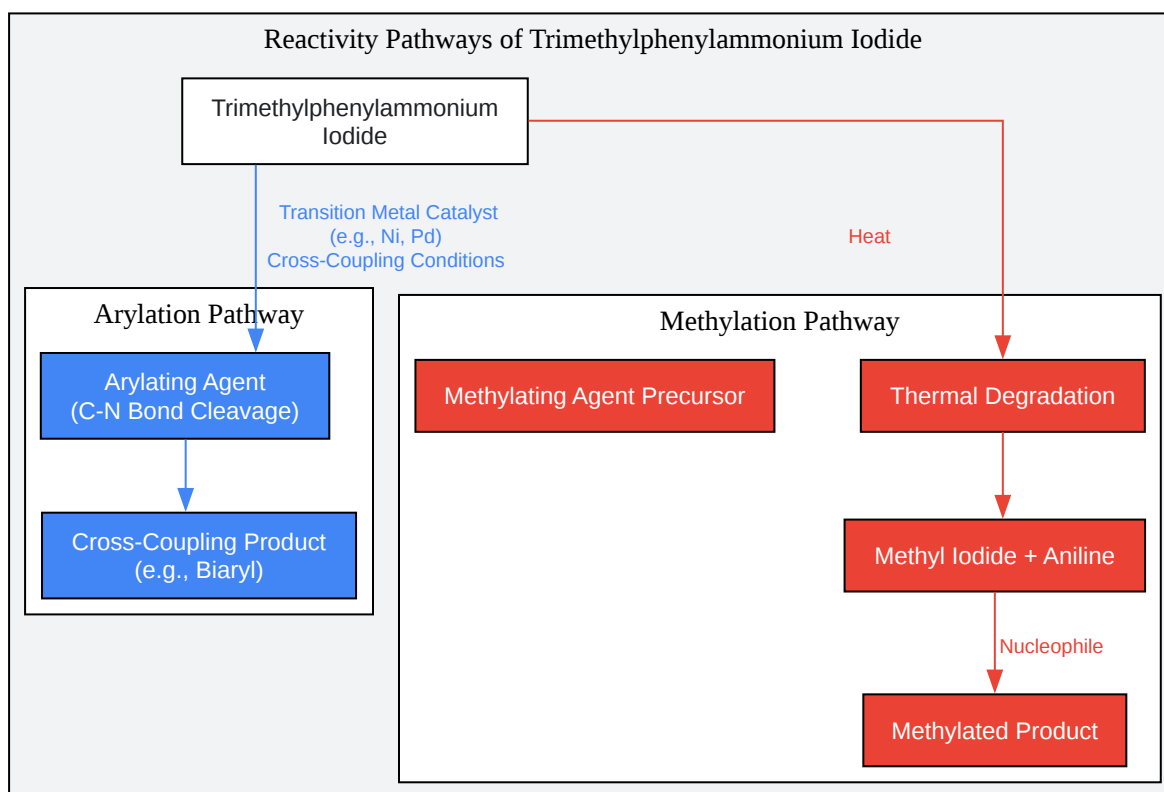 Reactivity Pathways of Trimethylphenylammonium Iodide
Trimethylphenylammonium
Iodide
Transition Metal Catalyst
(e.g., Ni, Pd)
Cross-Coupling Conditions
Heat
Arylation Pathway
Arylating Agent
(C-N Bond Cleavage)
Cross-Coupling Product
(e.g., Biaryl)
Methylation Pathway
Methylating Agent Precursor
Thermal Degradation
Methyl Iodide + Aniline
Nucleophile
Methylated Product